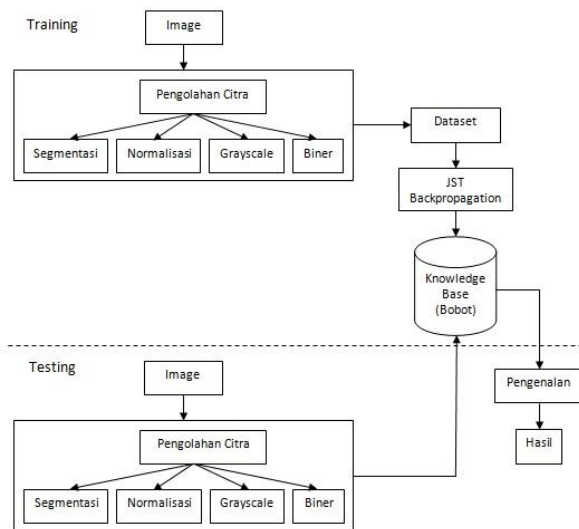 Training
Image
Pengolahan Citra
Segmentasi
Normalisasi
Grayscale
Biner
Dataset
JST
Backpropagation
Knowledge
Base
(Bobot)
Testing
Image
Pengolahan Citra
Segmentasi
Normalisasi
Grayscale
Biner
Pengenalan
Hasil